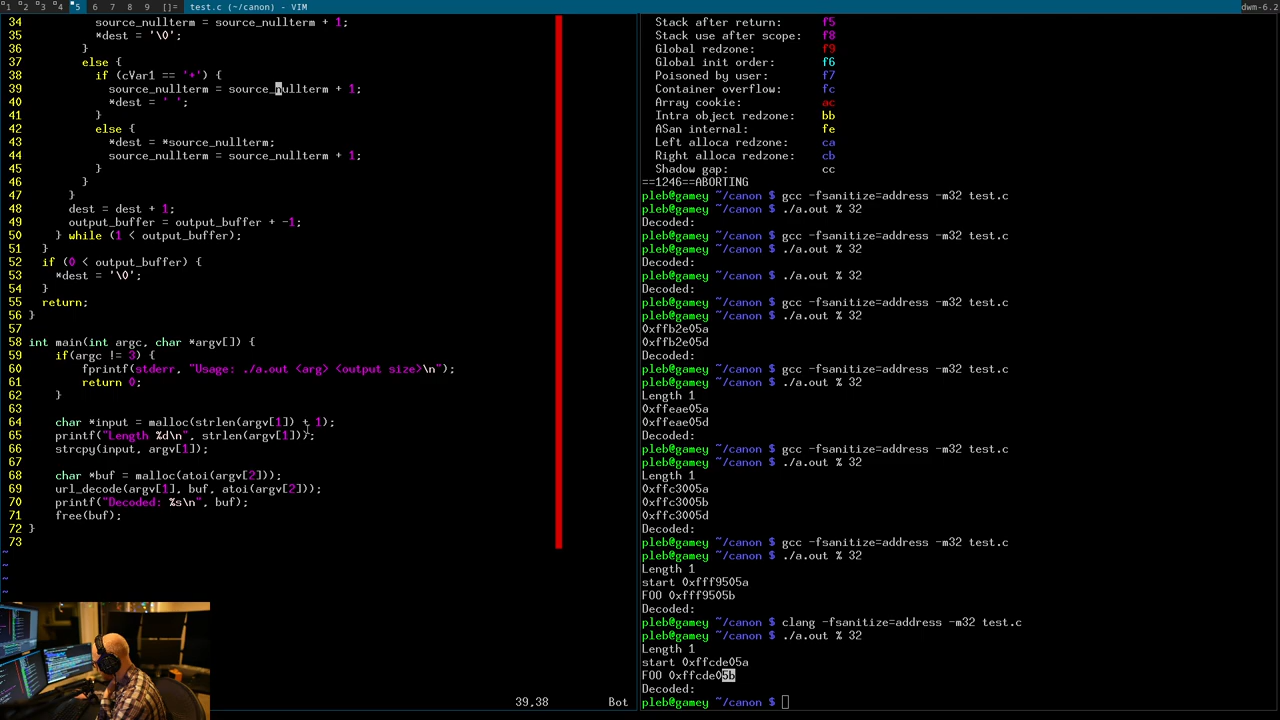 1 2 3 4 5 6 7 8 9 []= test.c (~/canon) - VIM dwm-6.2
34 source_nullterm = source_nullterm + 1;
35 *dest = '\0';
36 }
37 else {
38 if (cVar1 == '+') {
39 source_nullterm = source_nullterm + 1;
40 *dest = ' ';
41 }
42 else {
43 *dest = *source_nullterm;
44 source_nullterm = source_nullterm + 1;
45 }
46 }
47 }
48 dest = dest + 1;
49 output_buffer = output_buffer + -1;
50 } while (1 < output_buffer);
51 }
52 if (0 < output_buffer) {
53 *dest = '\0';
54 }
55 return;
56 }
57
58 int main(int argc, char *argv[]) {
59 if(argc != 3) {
60 fprintf(stderr, "Usage: ./a.out <arg> <output size>\n");
61 return 0;
62 }
63
64 char *input = malloc(strlen(argv[1]) + 1);
65 printf("Length %d\n", strlen(argv[1]));
66 strcpy(input, argv[1]);
67
68 char *buf = malloc(atoi(argv[2]));
69 url_decode(argv[1], buf, atoi(argv[2]));
70 printf("Decoded: %s\n", buf);
71 free(buf);
72 }
73
~
~
~
~
39,38 Bot
Stack after return: f5
Stack use after scope: f8
Global redzone: f9
Global init order: f6
Poisoned by user: f7
Container overflow: fc
Array cookie: ac
Intra object redzone: bb
ASan internal: fe
Left alloca redzone: ca
Right alloca redzone: cb
Shadow gap: cc
==1246==ABORTING
pleb@gamey ~/canon $ gcc -fsanitize=address -m32 test.c
pleb@gamey ~/canon $ ./a.out % 32
Decoded:
pleb@gamey ~/canon $ gcc -fsanitize=address -m32 test.c
pleb@gamey ~/canon $ ./a.out % 32
Decoded:
pleb@gamey ~/canon $ ./a.out % 32
Decoded:
pleb@gamey ~/canon $ gcc -fsanitize=address -m32 test.c
pleb@gamey ~/canon $ ./a.out % 32
0xffb2e05a
0xffb2e05d
Decoded:
pleb@gamey ~/canon $ gcc -fsanitize=address -m32 test.c
pleb@gamey ~/canon $ ./a.out % 32
Length 1
0xffeae05a
0xffeae05d
Decoded:
pleb@gamey ~/canon $ gcc -fsanitize=address -m32 test.c
pleb@gamey ~/canon $ ./a.out % 32
Length 1
0xffc3005a
0xffc3005b
0xffc3005d
Decoded:
pleb@gamey ~/canon $ gcc -fsanitize=address -m32 test.c
pleb@gamey ~/canon $ ./a.out % 32
Length 1
start 0xfff9505a
FOO 0xfff9505b
Decoded:
pleb@gamey ~/canon $ clang -fsanitize=address -m32 test.c
pleb@gamey ~/canon $ ./a.out % 32
Length 1
start 0xffcde05a
FOO 0xffcde05b
Decoded:
pleb@gamey ~/canon $